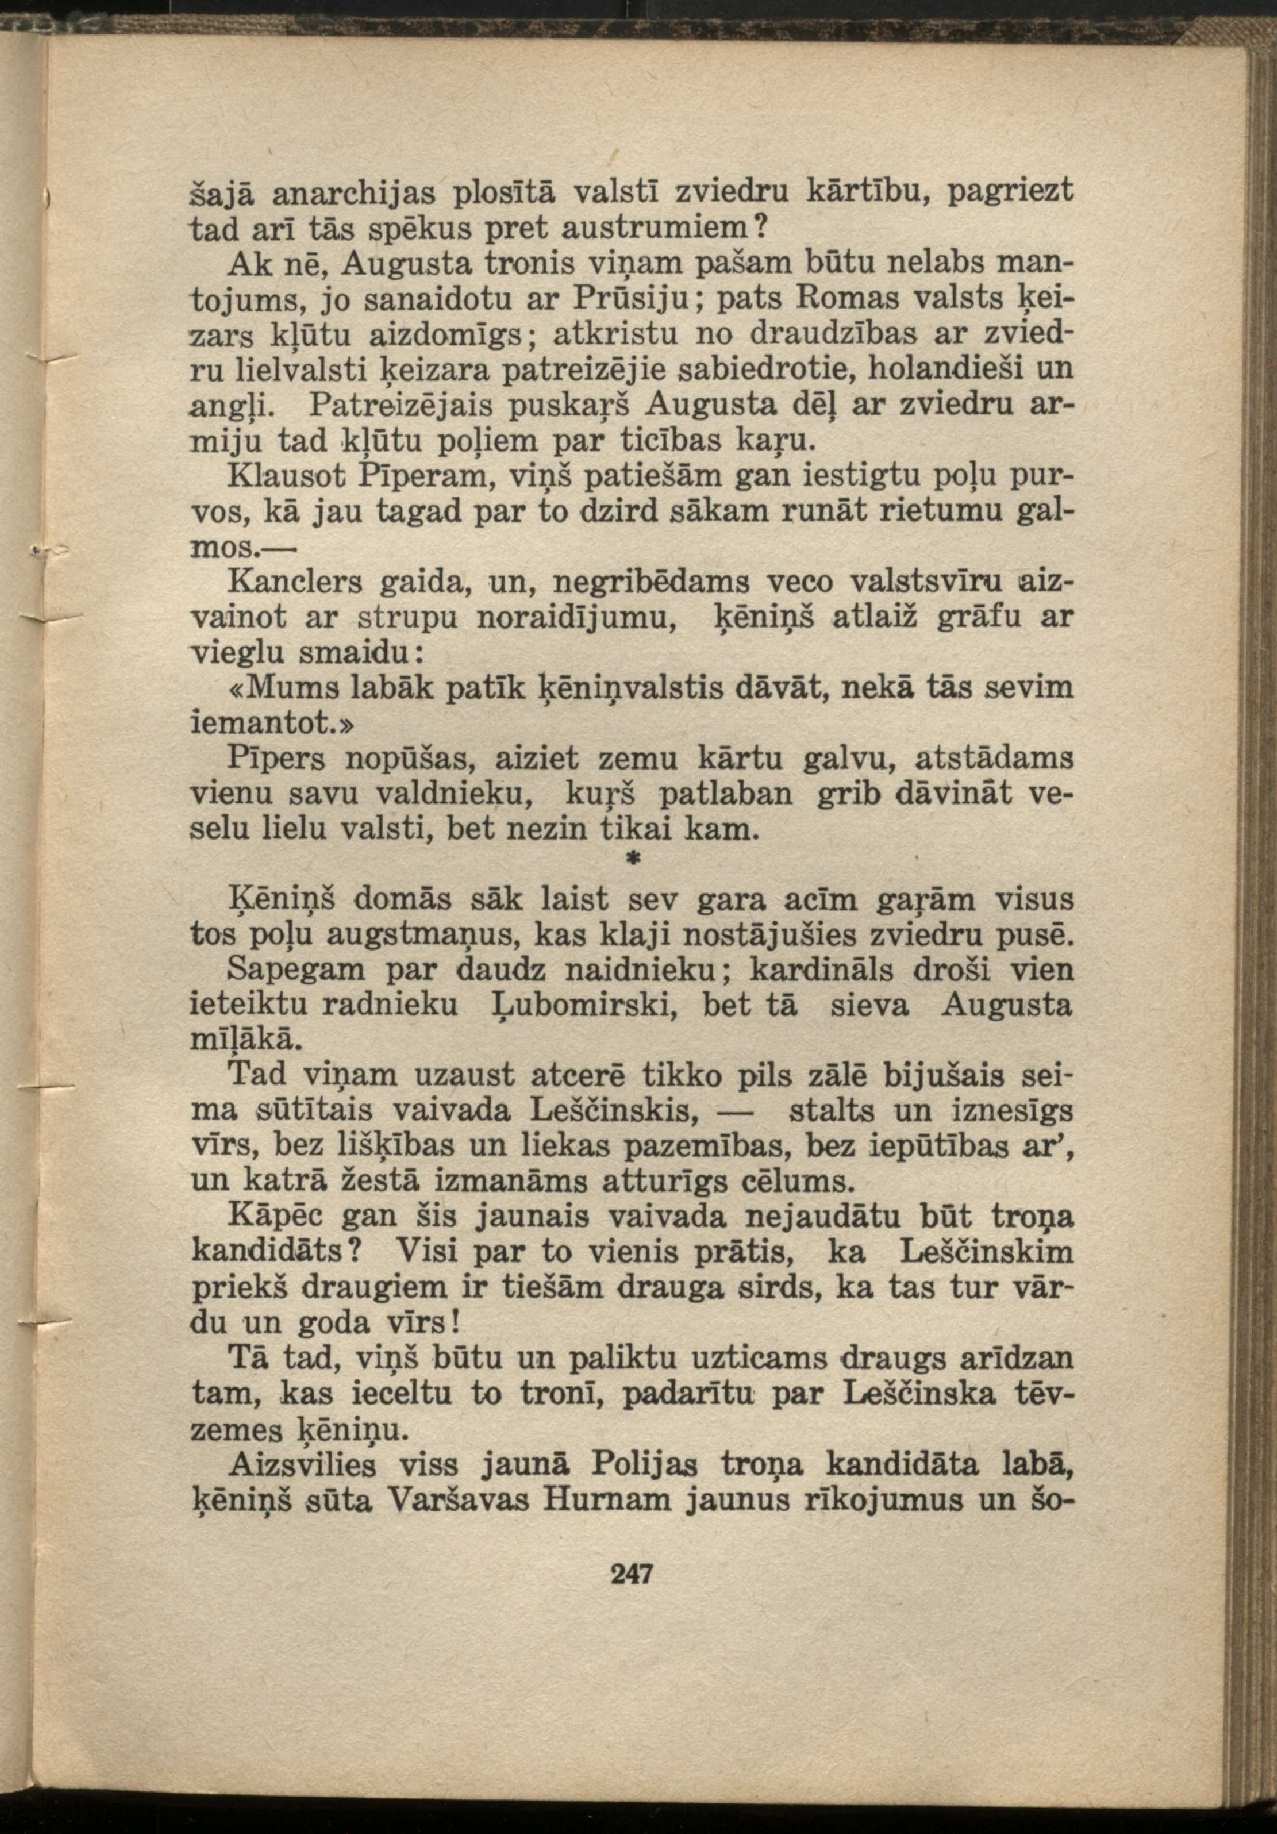 šajā anarchijas plosītā valstī zviedru kārtību, pagriezt
tad arī tās spēkus pret austrumiem?
Ak nē, Augusta tronis viņam pašam būtu nelabs man-
tojums, jo sanaidotu ar Prūsiju; pats Romas valsts ķei-
zars kļūtu aizdomīgs; atkristu no draudzības ar zvied-
ru lielvalsti ķeizara patreizējie sabiedrotie, holandieši un
angļi. Patreizējais puskaŗš Augusta dēļ ar zviedru ar-
miju tad kļūtu poļiem par ticības kaŗu.
Klausot Pīperam, viņš patiešām gan iestigtu poļu pur-
vos, kā jau tagad par to dzird sākam runāt rietumu gal-
mos.—
Kanclers gaida, un, negribēdams veco valstsvīru aiz-
vainot ar strupu noraidījumu, ķēniņš atlaiž grāfu ar
vieglu smaidu:
«Mums labāk patīk ķēniņvalstis dāvāt, nekā tās sevim
iemantot.»
Pīpers nopūšas, aiziet zemu kārtu galvu, atstādams
vienu savu valdnieku, kuŗš patlaban grib dāvināt ve-
selu lielu valsti, bet nezin tikai kam.
*
Ķēniņš domās sāk laist sev gara acīm gaŗām visus
tos poļu augstmaņus, kas klaji nostājušies zviedru pusē.
Sapegam par daudz naidnieku; kardināls droši vien
ieteiktu radnieku Ļubomirski, bet tā sieva Augusta
mīļākā.
Tad viņam uzaust atcerē tikko pils zālē bijušais sei-
ma sūtītais vaivada Leščinskis, — stalts un iznesīgs
vīrs, bez lišķības un liekas pazemības, bez iepūtības ar’,
un katrā žestā izmanāms atturīgs cēlums.
Kāpēc gan šis jaunais vaivada nejaudātu būt troņa
kandidāts? Visi par to vienis prātis, ka Leščinskim
priekš draugiem ir tiešām drauga sirds, ka tas tur vār-
du un goda vīrs!
Tā tad, viņš būtu un paliktu uzticams draugs arīdzan
tam, kas ieceltu to tronī, padarītu par Leščinska tēv-
zemes ķēniņu.
Aizsvilies viss jaunā Polijas troņa kandidāta labā,
ķēniņš sūta Varšavas Hurnam jaunus rīkojumus un šo-
247